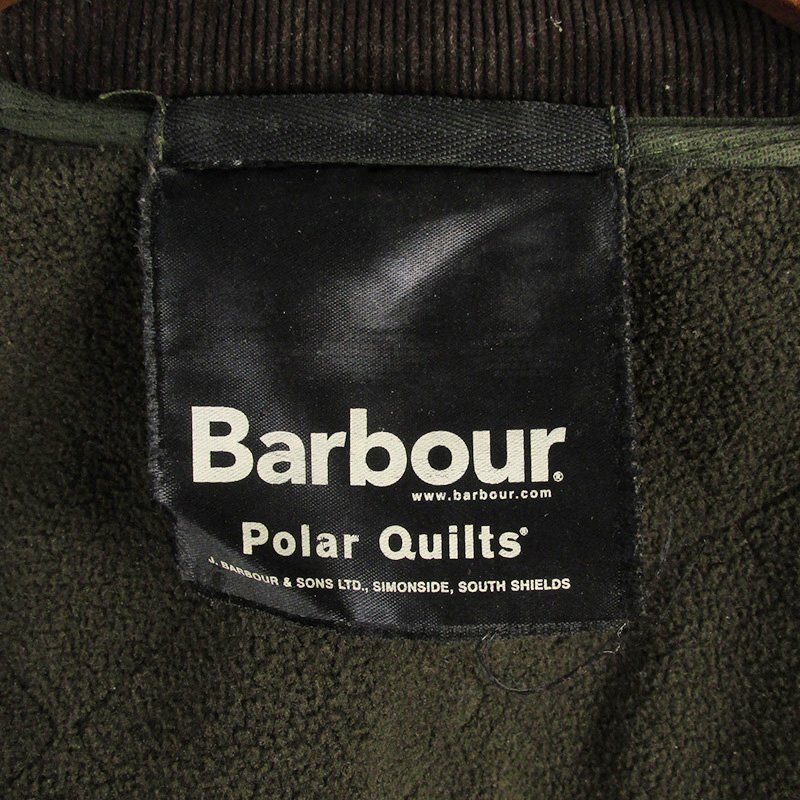 Barbour®
www.barbour.com
Polar Quilts®
J. BARBOUR & SONS LTD., SIMONSIDE, SOUTH SHIELDS